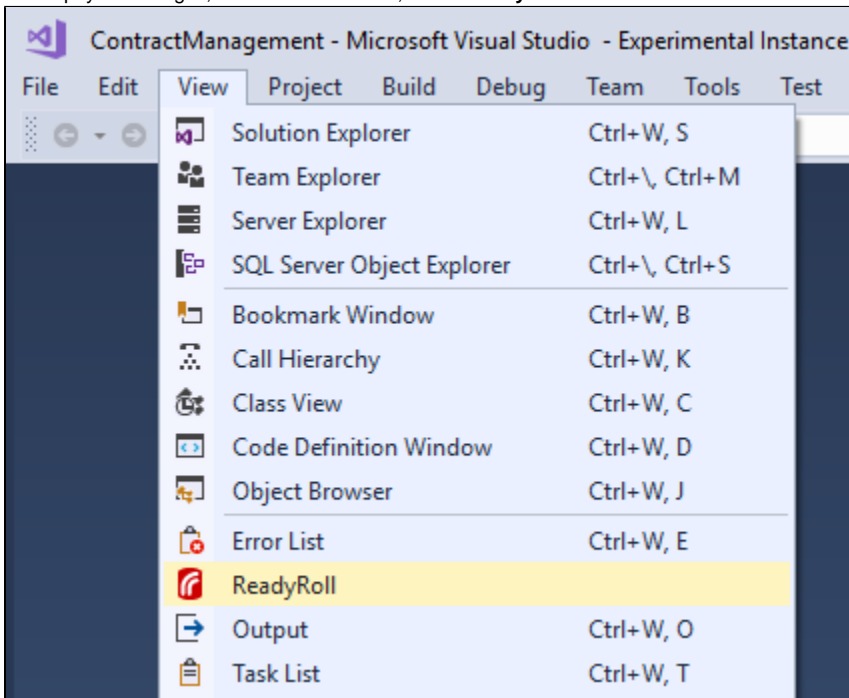 ContractManagement - Microsoft Visual Studio - Experimental Instance
File Edit View Project Build Debug Team Tools Test
Solution Explorer Ctrl+W, S
Team Explorer Ctrl+\, Ctrl+M
Server Explorer Ctrl+W, L
SQL Server Object Explorer Ctrl+\, Ctrl+S
Bookmark Window Ctrl+W, B
Call Hierarchy Ctrl+W, K
Class View Ctrl+W, C
Code Definition Window Ctrl+W, D
Object Browser Ctrl+W, J
Error List Ctrl+W, E
ReadyRoll
Output Ctrl+W, O
Task List Ctrl+W, T